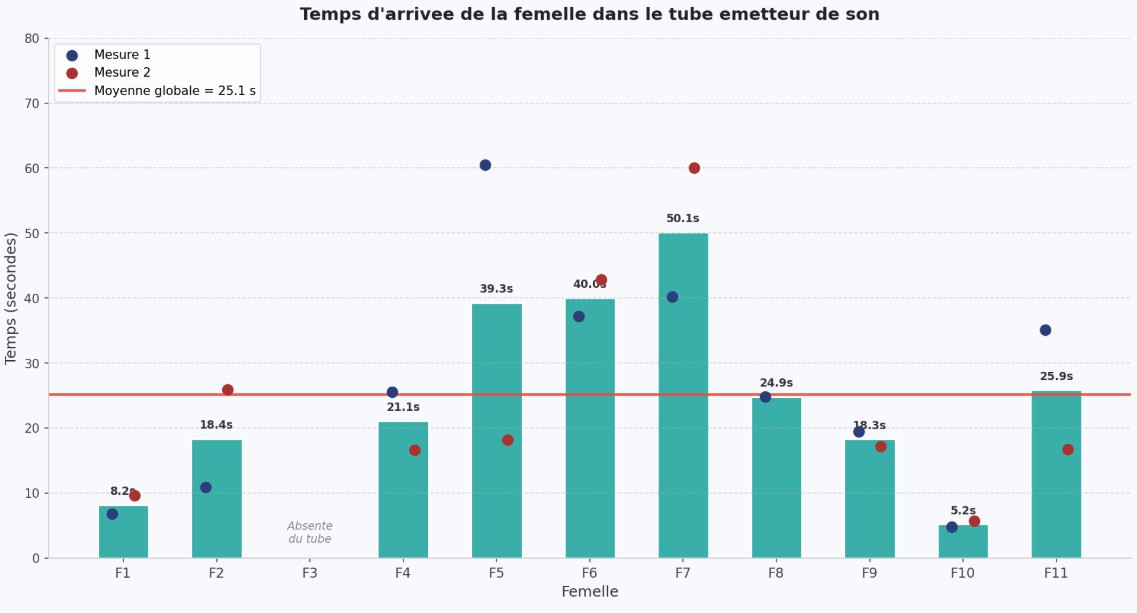 Temps d'arrivee de la femelle dans le tube emetteur de son
80
70
60
50
40
30
20
10
0
Temps (secondes)
Mesure 1
Mesure 2
Moyenne globale = 25.1 s
8.2s
18.4s
Absente
du tube
21.1s
39.3s
40.0s
50.1s
24.9s
18.3s
5.2s
25.9s
F1 F2 F3 F4 F5 F6 F7 F8 F9 F10 F11
Femelle